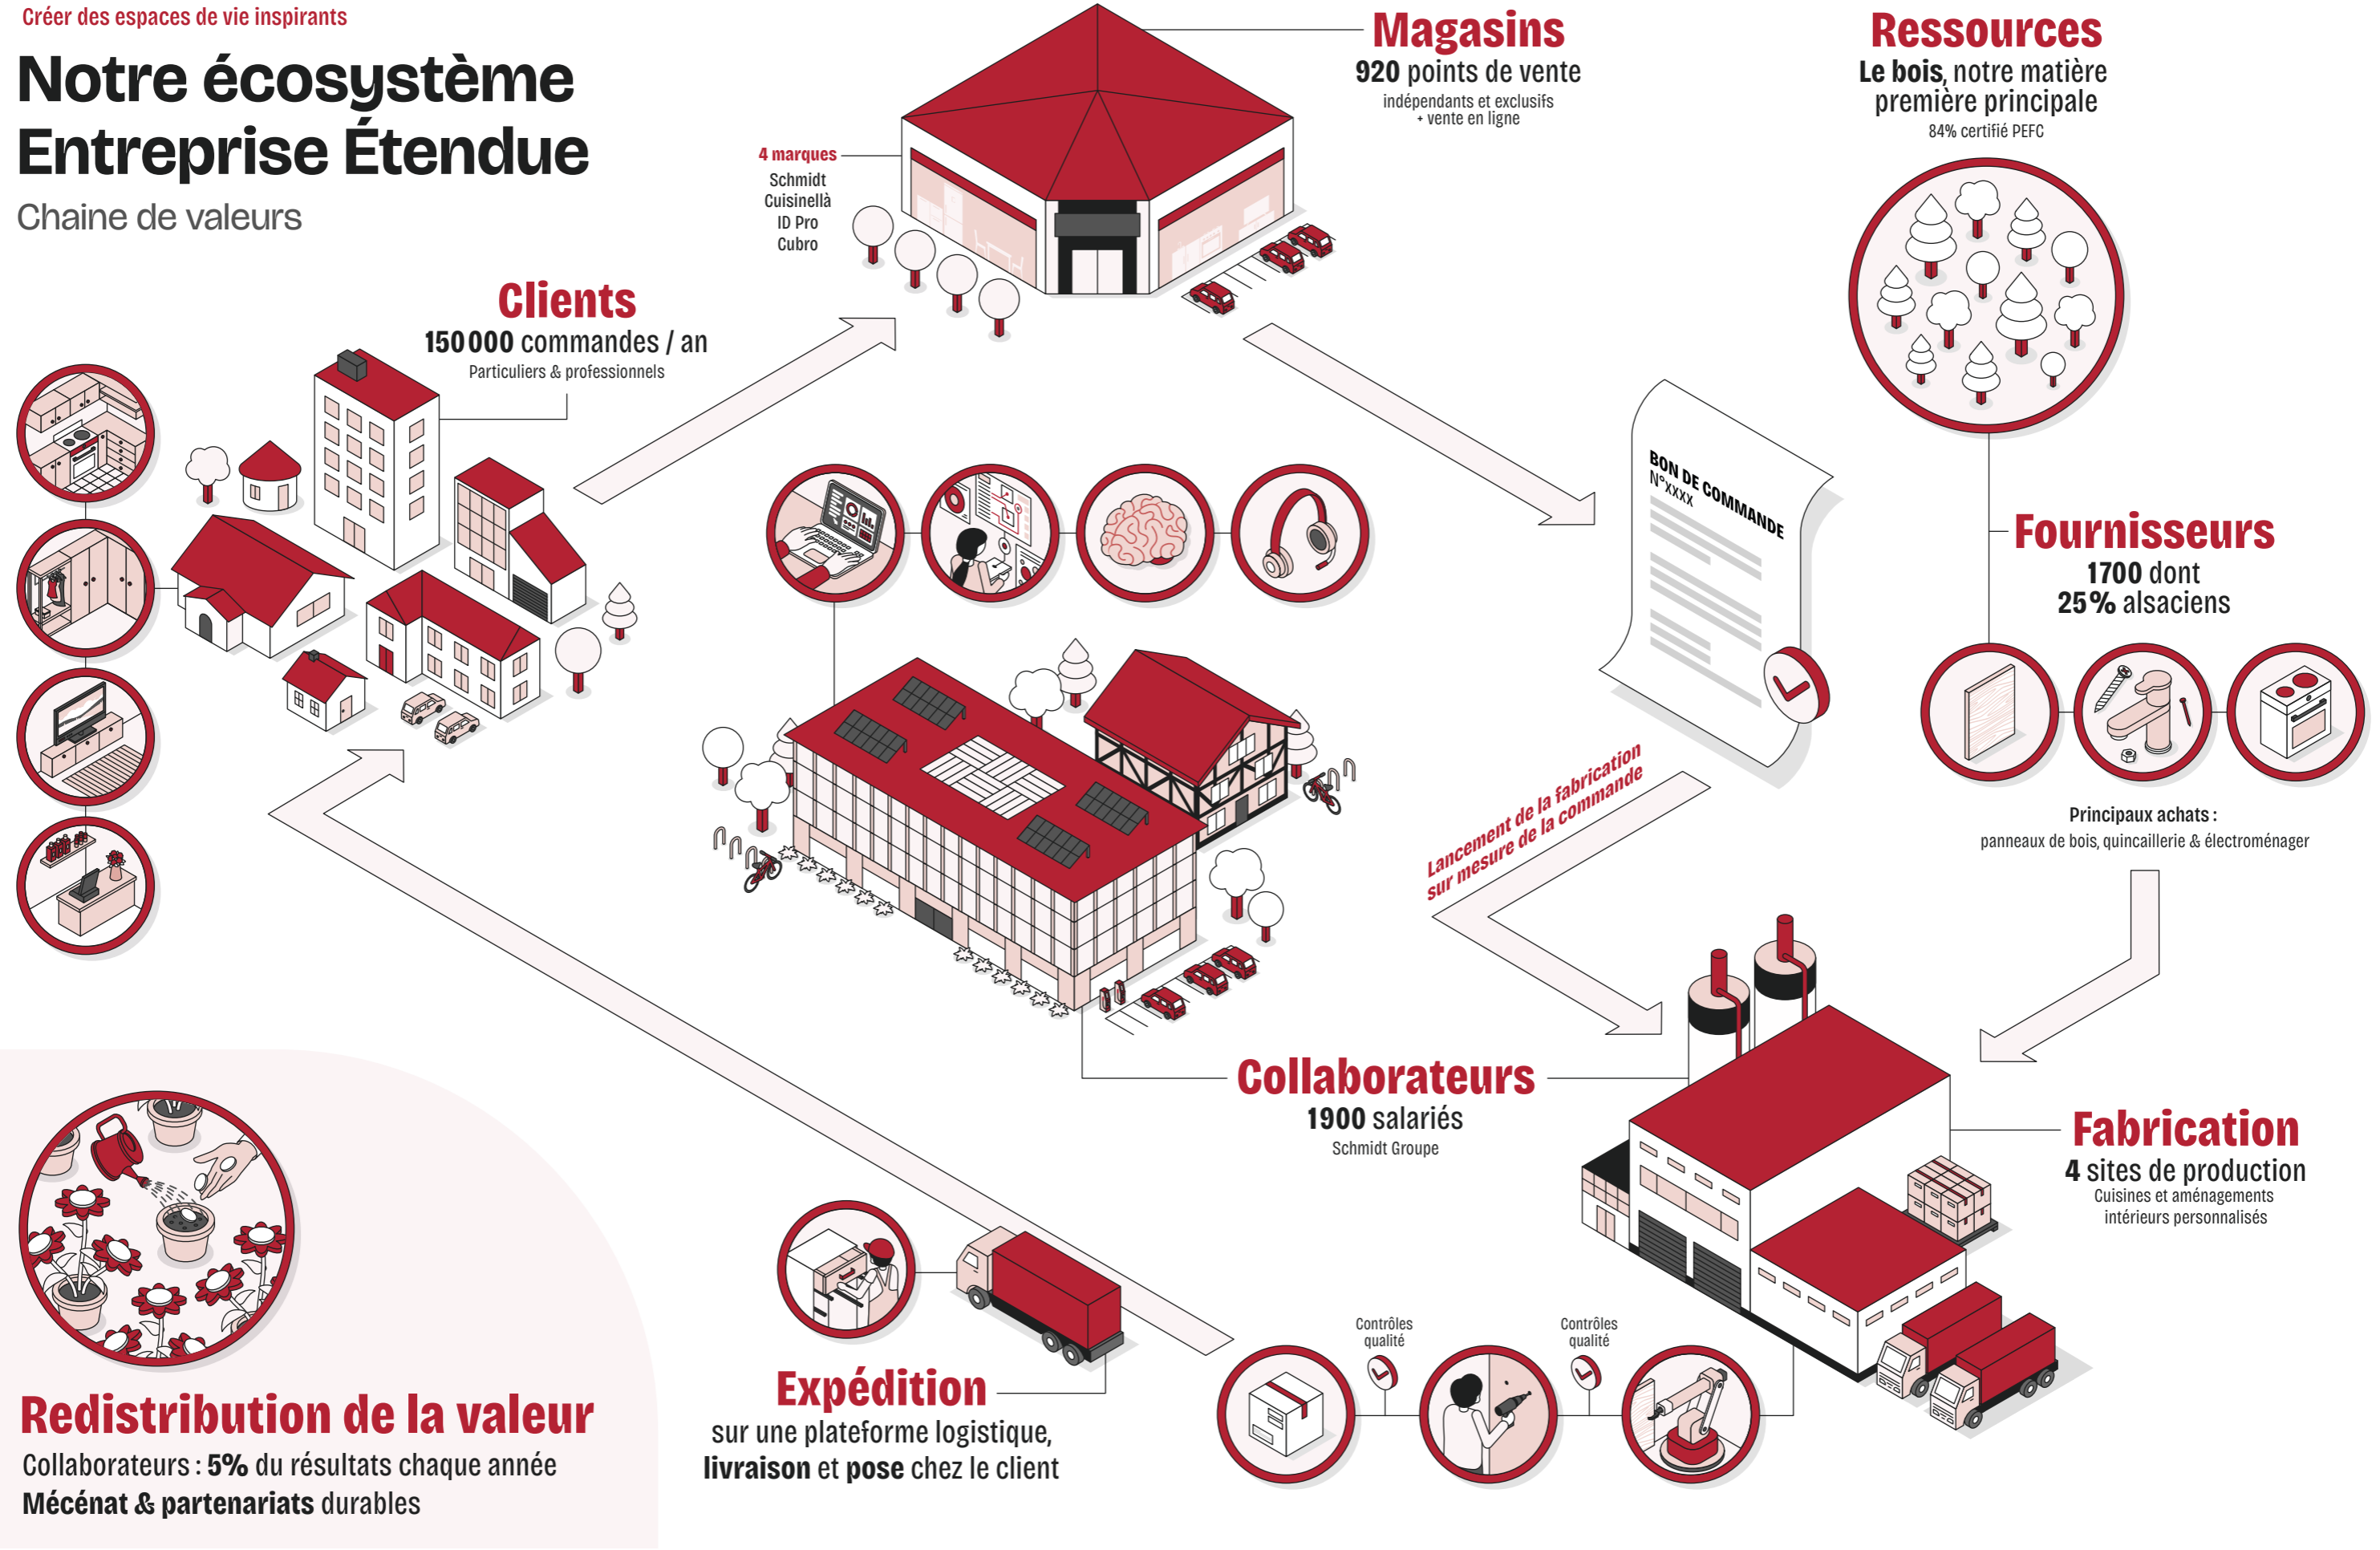 Créer des espaces de vie inspirants
Notre écosystème
Entreprise Étendue
Chaine de valeurs
Magasins
920 points de vente
indépendants et exclusifs
+ vente en ligne
4 marques
Schmidt
Cuisinellà
ID Pro
Cubro
Ressources
Le bois, notre matière
première principale
84% certifié PEFC
Clients
150 000 commandes / an
Particuliers & professionnels
BON DE COMMANDE
N°xxxx
Fournisseurs
1700 dont
25% alsaciens
Principaux achats :
panneaux de bois, quincaillerie & électroménager
Lancement de la fabrication
sur mesure de la commande
Collaborateurs
1900 salariés
Schmidt Groupe
Fabrication
4 sites de production
Cuisines et aménagements
intérieurs personnalisés
Contrôles
qualité
Contrôles
qualité
Expédition
sur une plateforme logistique,
livraison et pose chez le client
Redistribution de la valeur
Collaborateurs : 5% du résultats chaque année
Mécénat & partenariats durables